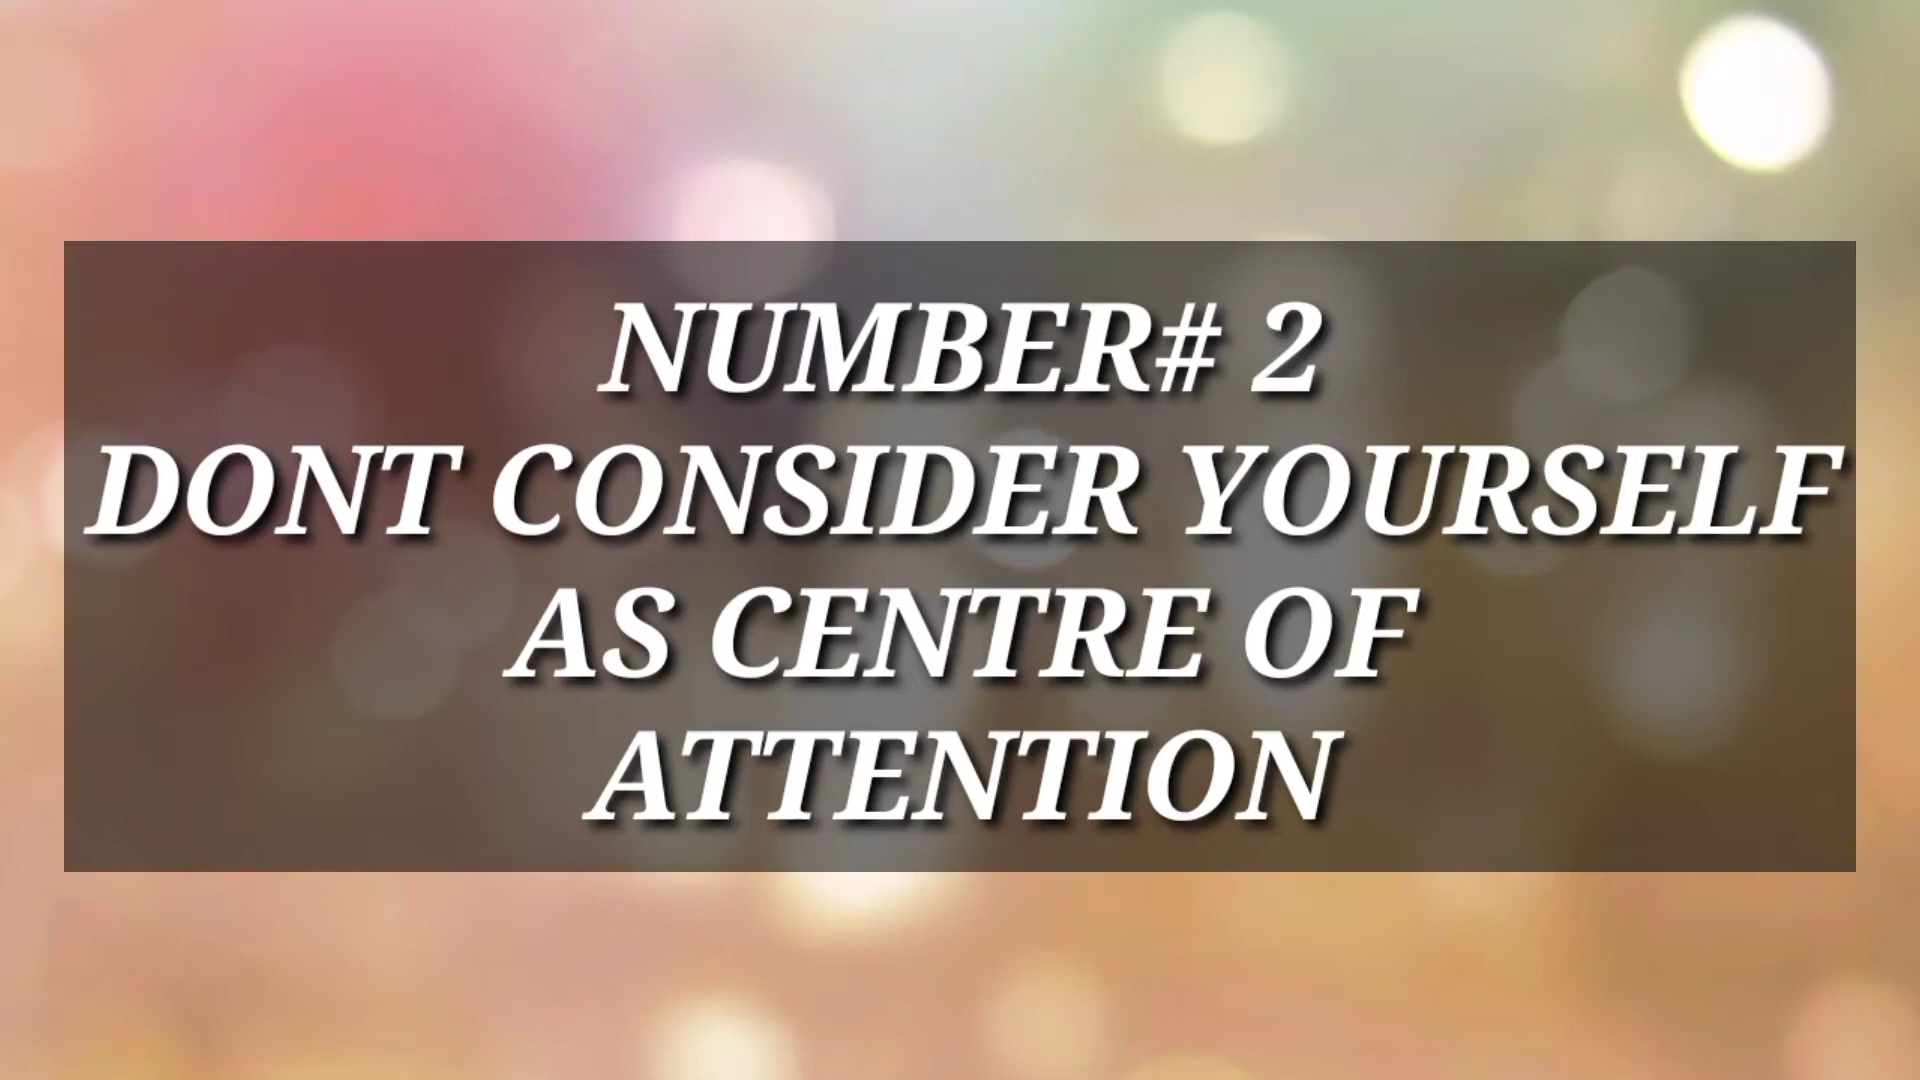 NUMBER# 2
DONT CONSIDER YOURSELF
AS CENTRE OF
ATTENTION